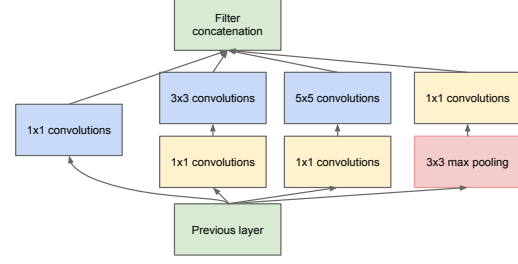 Filter
concatenation
3x3 convolutions
5x5 convolutions
1x1 convolutions
1x1 convolutions
1x1 convolutions
1x1 convolutions
3x3 max pooling
Previous layer